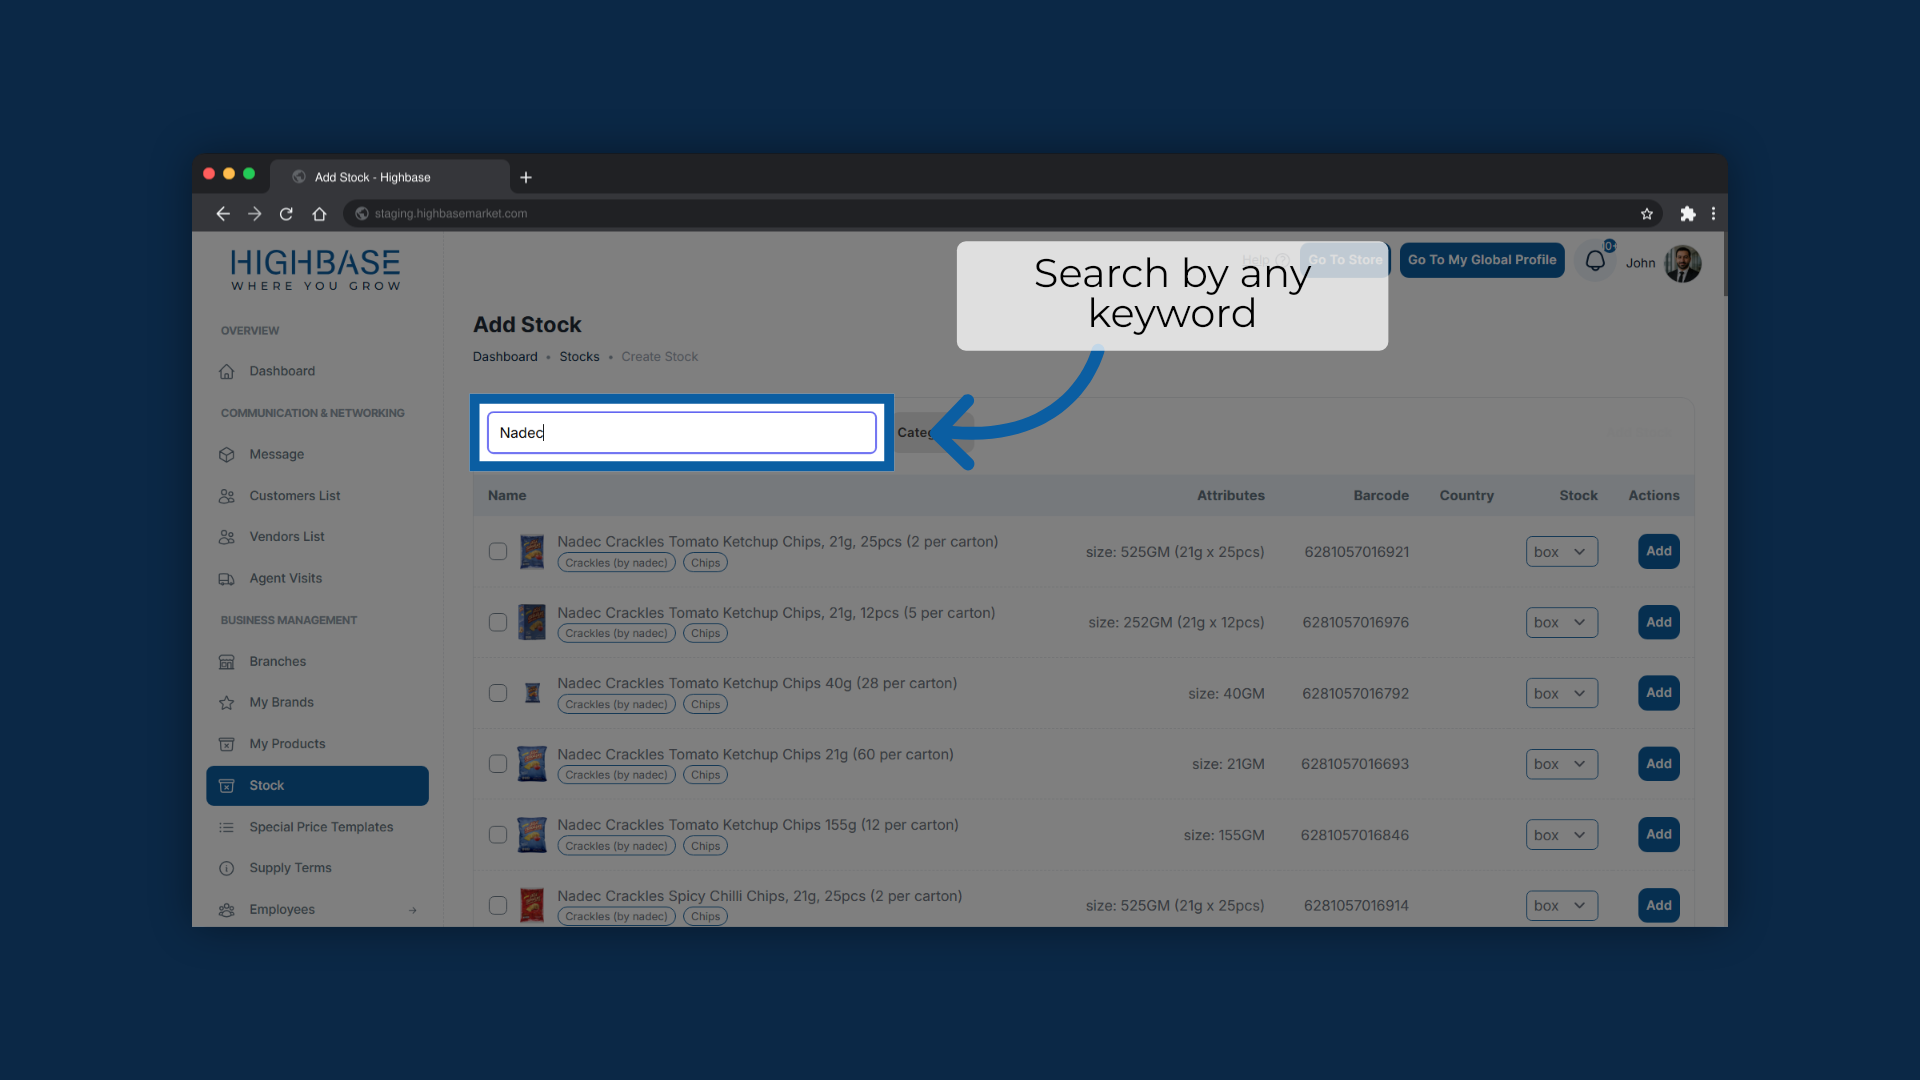 Add Stock - Highbase
staging.highbasemarket.com
HIGHBASE
WHERE YOU GROW
Help
Go To Store
Go To My Global Profile
John
Search by any
keyword
OVERVIEW
Dashboard
COMMUNICATION & NETWORKING
Message
Customers List
Vendors List
Agent Visits
BUSINESS MANAGEMENT
Branches
My Brands
My Products
Stock
Special Price Templates
Supply Terms
Employees
Add Stock
Dashboard • Stocks • Create Stock
Nadec
Name Attributes Barcode Country Stock Actions
Nadec Crackles Tomato Ketchup Chips, 21g, 25pcs (2 per carton)
Crackles (by nadec) Chips
size: 525GM (21g x 25pcs) 6281057016921 box Add
Nadec Crackles Tomato Ketchup Chips, 21g, 12pcs (5 per carton)
Crackles (by nadec) Chips
size: 252GM (21g x 12pcs) 6281057016976 box Add
Nadec Crackles Tomato Ketchup Chips 40g (28 per carton)
Crackles (by nadec) Chips
size: 40GM 6281057016792 box Add
Nadec Crackles Tomato Ketchup Chips 21g (60 per carton)
Crackles (by nadec) Chips
size: 21GM 6281057016693 box Add
Nadec Crackles Tomato Ketchup Chips 155g (12 per carton)
Crackles (by nadec) Chips
size: 155GM 6281057016846 box Add
Nadec Crackles Spicy Chilli Chips, 21g, 25pcs (2 per carton)
Crackles (by nadec) Chips
size: 525GM (21g x 25pcs) 6281057016914 box Add